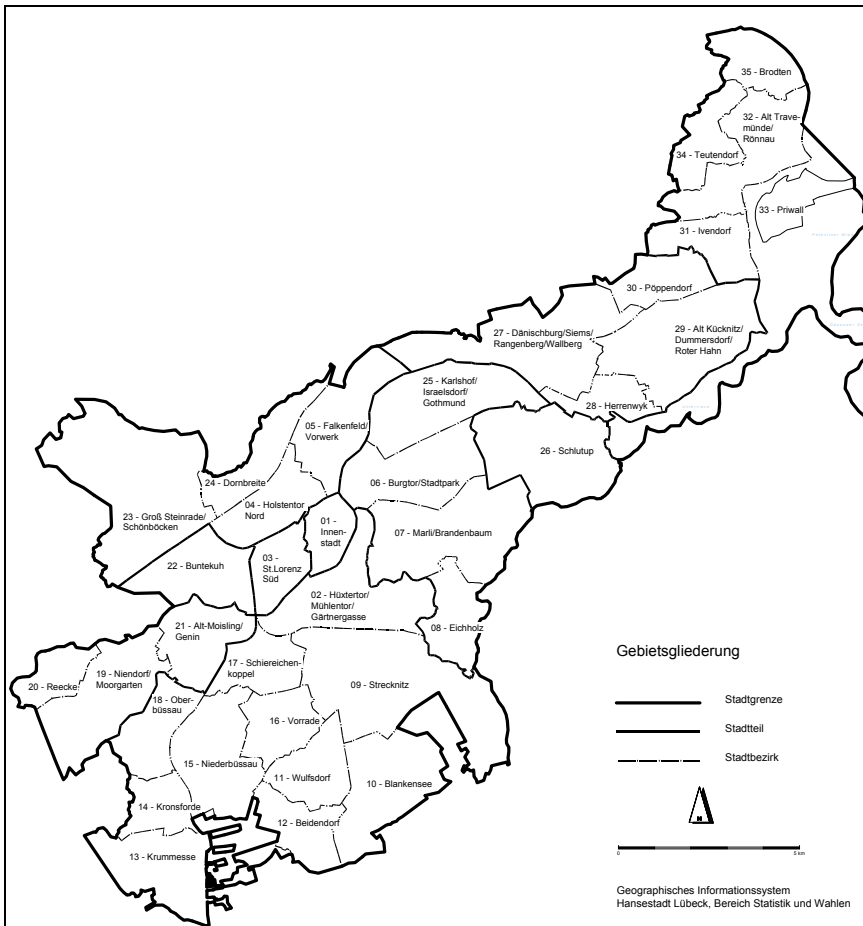 35 - Brodten
32 - Alt Trave-
münde/
Rönnau
34 - Teutendorf
33 - Priwall
31 - Ivendorf
30 - Pöppendorf
27 - Dänischburg/Siems/
Rangenberg/Wallberg
29 - Alt Kücknitz/
Dummersdorf/
Roter Hahn
25 - Karlshof/
Israelsdorf/
Gothmund
28 - Herrenwyk
05 - Falkenfeld/
Vorwerk
26 - Schlutup
24 - Dornbreite
06 - Burgtor/Stadtpark
04 - Holstentor
Nord
23 - Groß Steinrade/
Schönböcken
01 -
Innen-
stadt
07 - Marli/Brandenbaum
03 -
St.Lorenz
Süd
22 - Buntekuh
02 - Hüxtertor/
Mühlentor/
Gärtnergasse
08 - Eichholz
21 - Alt-Moisling/
Genin
17 - Schiereichen-
koppel
19 - Niendorf/
Moorgarten
20 - Reecke
09 - Strecknitz
18 - Ober-
büssau
16 - Vorrade
15 - Niederbüssau
11 - Wulfsdorf
10 - Blankensee
14 - Kronsforde
12 - Beidendorf
13 - Krummesse
Gebietsgliederung
Stadtgrenze
Stadtteil
Stadtbezirk
N
0
5 km
Geographisches Informationssystem
Hansestadt Lübeck, Bereich Statistik und Wahlen